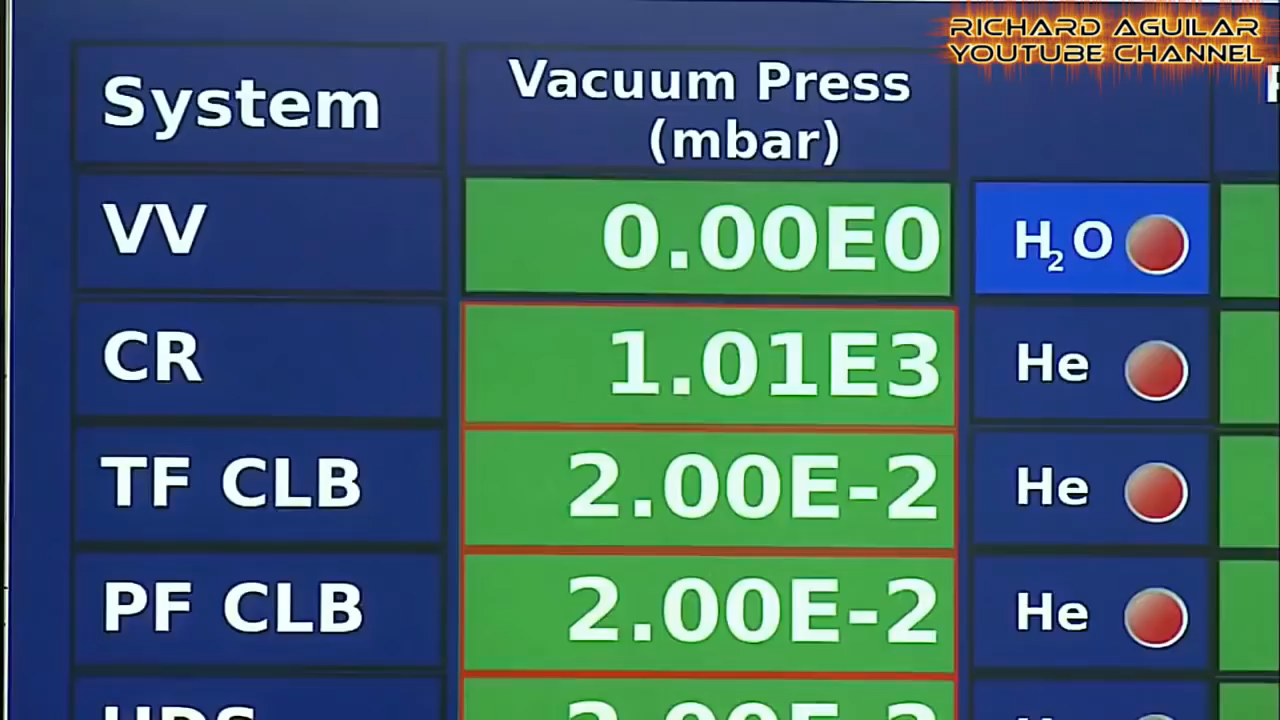 RICHARD AGUILAR
YOUTUBE CHANNEL
System
Vacuum Press
(mbar)
VV
0.00E0
H₂O
CR
1.01E3
He
TF CLB
2.00E-2
He
PF CLB
2.00E-2
He